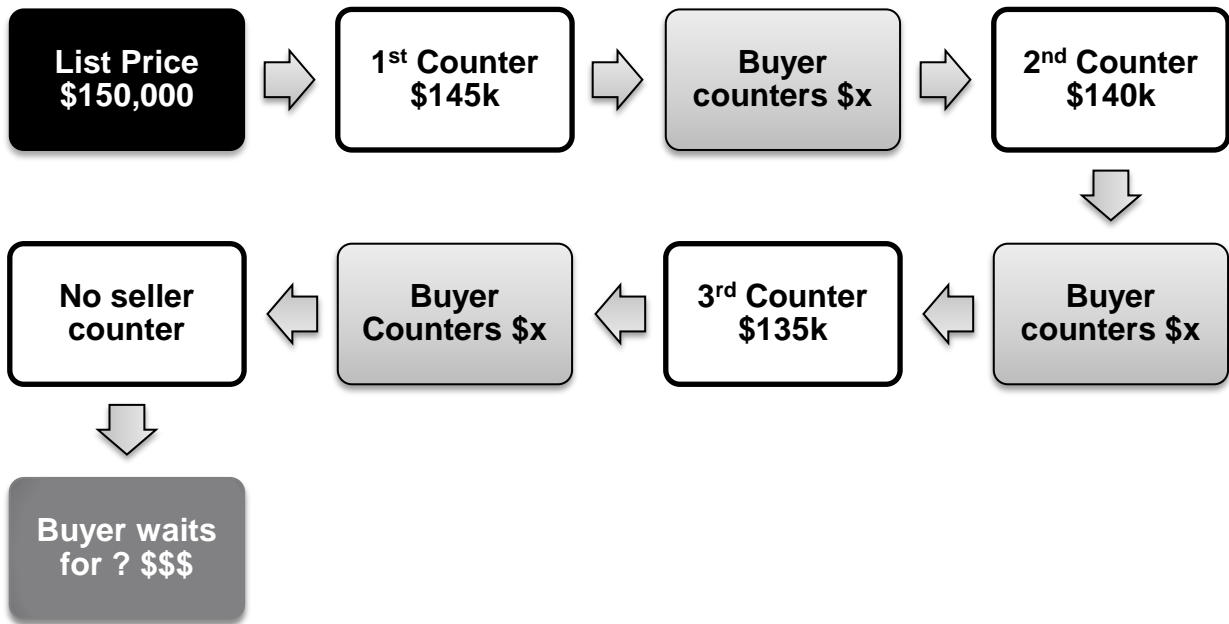 List Price
$150,000
1st Counter
$145k
Buyer
counters $x
2nd Counter
$140k
Buyer
counters $x
3rd Counter
$135k
Buyer
Counters $x
No seller
counter
Buyer waits
for ? $$$